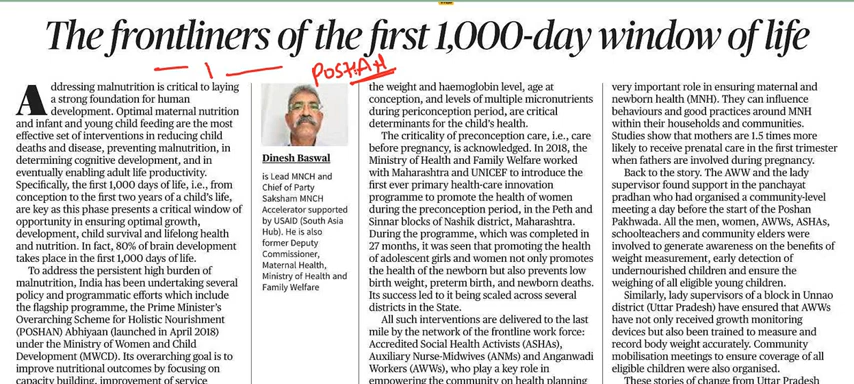 The frontliners of the first 1,000-day window of life
POSHAN
Addressing malnutrition is critical to laying
a strong foundation for human
development. Optimal maternal nutrition
and infant and young child feeding are the most
effective set of interventions in reducing child
deaths and disease, preventing malnutrition, in
determining cognitive development, and in
eventually enabling adult life productivity.
Specifically, the first 1,000 days of life, i.e., from
conception to the first two years of a child's life,
are key as this phase presents a critical window of
opportunity in ensuring optimal growth,
development, child survival and lifelong health
and nutrition. In fact, 80% of brain development
takes place in the first 1,000 days of life.
To address the persistent high burden of
malnutrition, India has been undertaking several
policy and programmatic efforts which include
the flagship programme, the Prime Minister's
Overarching Scheme for Holistic Nourishment
(POSHAN) Abhiyaan (launched in April 2018)
under the Ministry of Women and Child
Development (MWCD). Its overarching goal is to
improve nutritional outcomes by focusing on
capacity building, improvement of service
Dinesh Baswal
is Lead MNCH and
Chief of Party
Saksham MNCH
Accelerator supported
by USAID (South Asia
Hub). He is also
former Deputy
Commissioner,
Maternal Health,
Ministry of Health and
Family Welfare
the weight and haemoglobin level, age at
conception, and levels of multiple micronutrients
during periconception period, are critical
determinants for the child's health.
The criticality of preconception care, i.e., care
before pregnancy, is acknowledged. In 2018, the
Ministry of Health and Family Welfare worked
with Maharashtra and UNICEF to introduce the
first ever primary health-care innovation
programme to promote the health of women
during the preconception period, in the Peth and
Sinnar blocks of Nashik district, Maharashtra.
During the programme, which was completed in
27 months, it was seen that promoting the health
of adolescent girls and women not only promotes
the health of the newborn but also prevents low
birth weight, preterm birth, and newborn deaths.
Its success led to it being scaled across several
districts in the State.
All such interventions are delivered to the last
mile by the network of the frontline work force:
Accredited Social Health Activists (ASHAs),
Auxiliary Nurse-Midwives (ANMs) and Anganwadi
Workers (AWWs), who play a key role in
empowering the community on health planning
very important role in ensuring maternal and
newborn health (MNH). They can influence
behaviours and good practices around MNH
within their households and communities.
Studies show that mothers are 1.5 times more
likely to receive prenatal care in the first trimester
when fathers are involved during pregnancy.
Back to the story. The AWW and the lady
supervisor found support in the panchayat
pradhan who had organised a community-level
meeting a day before the start of the Poshan
Pakhwada. All the men, women, AWWs, ASHAs,
schoolteachers and community elders were
involved to generate awareness on the benefits of
weight measurement, early detection of
undernourished children and ensure the
weighing of all eligible young children.
Similarly, lady supervisors of a block in Unnao
district (Uttar Pradesh) have ensured that AWWs
have not only received growth monitoring
devices but also been trained to measure and
record body weight accurately. Community
mobilisation meetings to ensure coverage of all
eligible children were also organised.
These stories of change from Uttar Pradesh